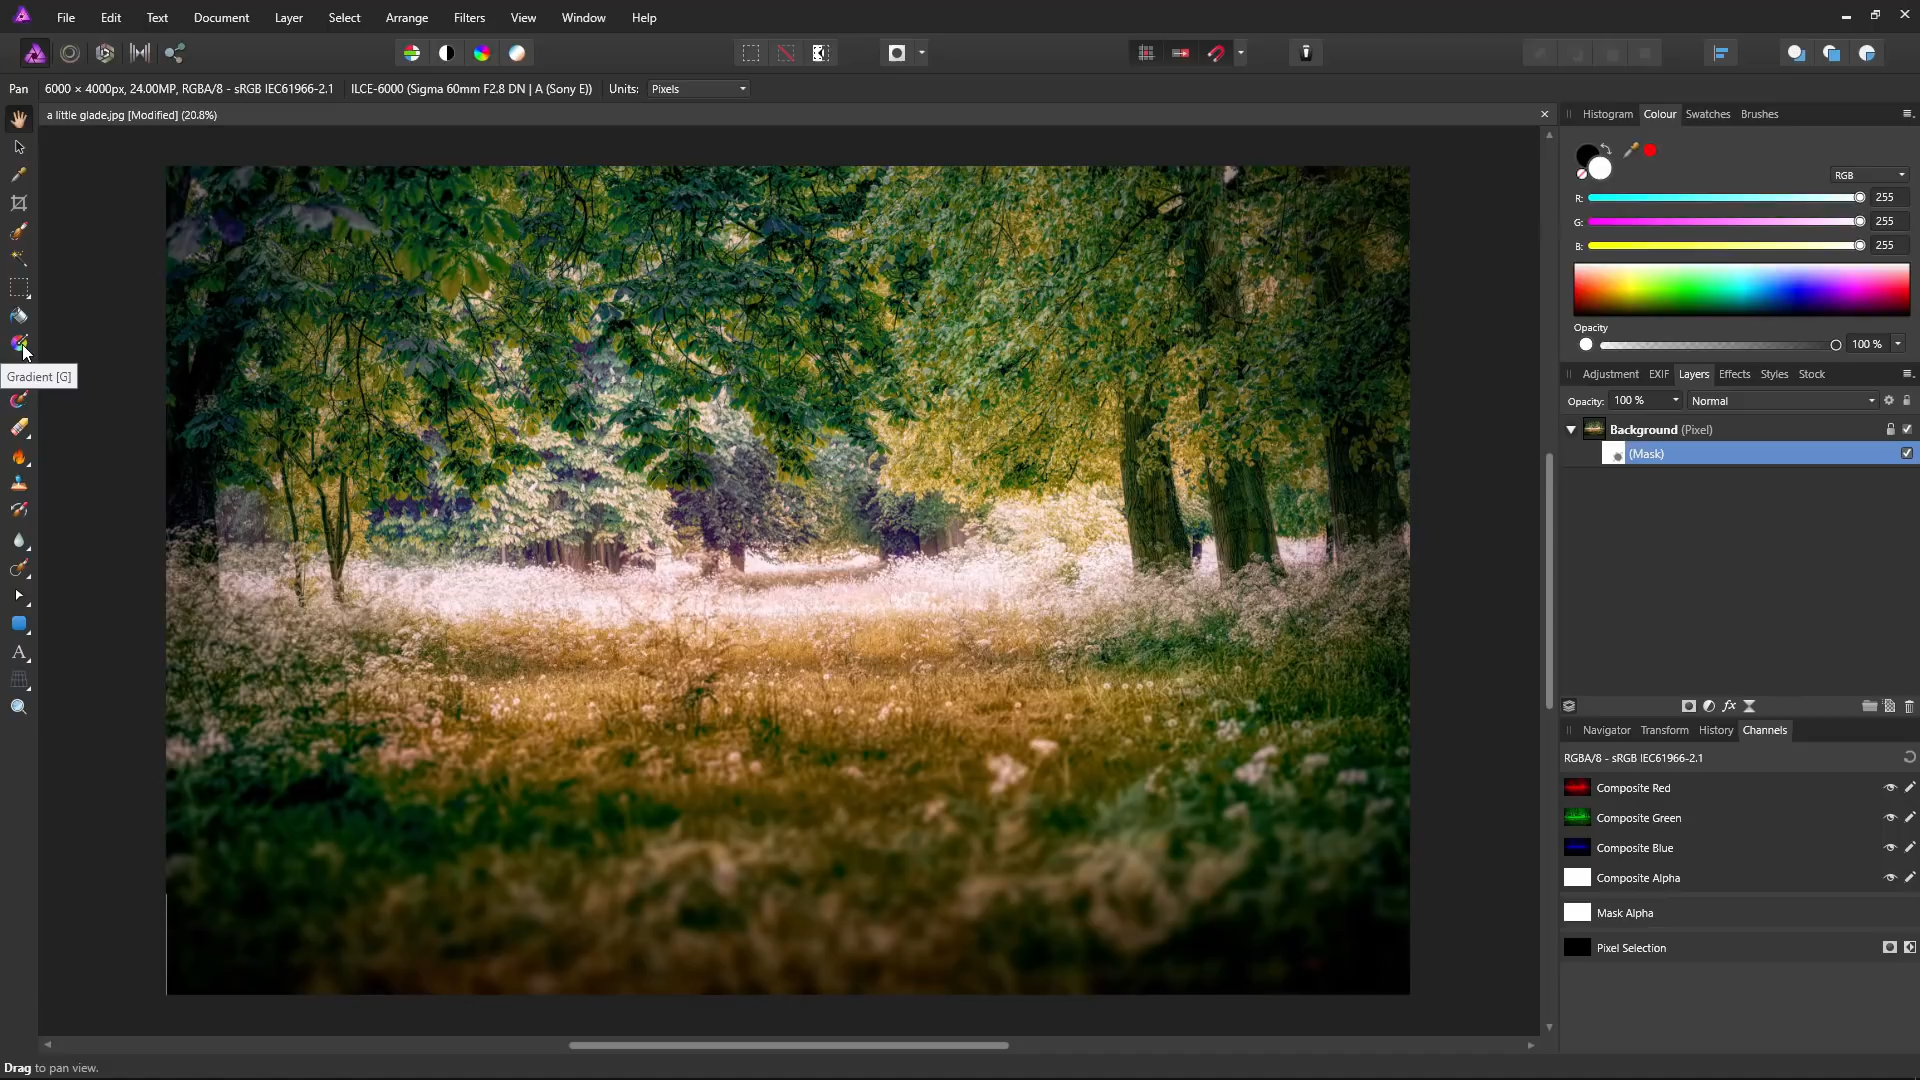 File Edit Text Document Layer Select Arrange Filters View Window Help
Pan 6000 × 4000px, 24.00MP, RGBA/8 - sRGB IEC61966-2.1 ILCE-6000 (Sigma 60mm F2.8 DN | A (Sony E)) Units: Pixels
a little glade.jpg [Modified] (20.8%)
Histogram Colour Swatches Brushes
RGB
R: 255
G: 255
B: 255
Opacity
100 %
Gradient [G]
Adjustment EXIF Layers Effects Styles Stock
Opacity: 100 % Normal
Background (Pixel)
(Mask)
fx
A
Navigator Transform History Channels
RGBA/8 - sRGB IEC61966-2.1
Composite Red
Composite Green
Composite Blue
Composite Alpha
Mask Alpha
Pixel Selection
Drag to pan view.